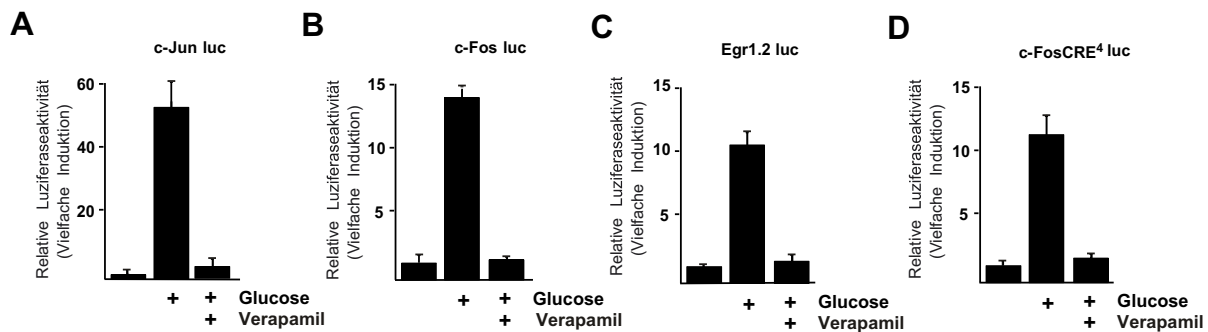 A
c-Jun luc
Relative Luziferaseaktivität
(Vielfache Induktion)
60
40
20
+ + Glucose
+ Verapamil
B
c-Fos luc
Relative Luziferaseaktivität
(Vielfache Induktion)
15
10
5
+ + Glucose
+ Verapamil
C
Egr1.2 luc
Relative Luziferaseaktivität
(Vielfache Induktion)
15
10
5
+ + Glucose
+ Verapamil
D
c-FosCRE⁴ luc
Relative Luziferaseaktivität
(Vielfache Induktion)
15
10
5
+ + Glucose
+ Verapamil